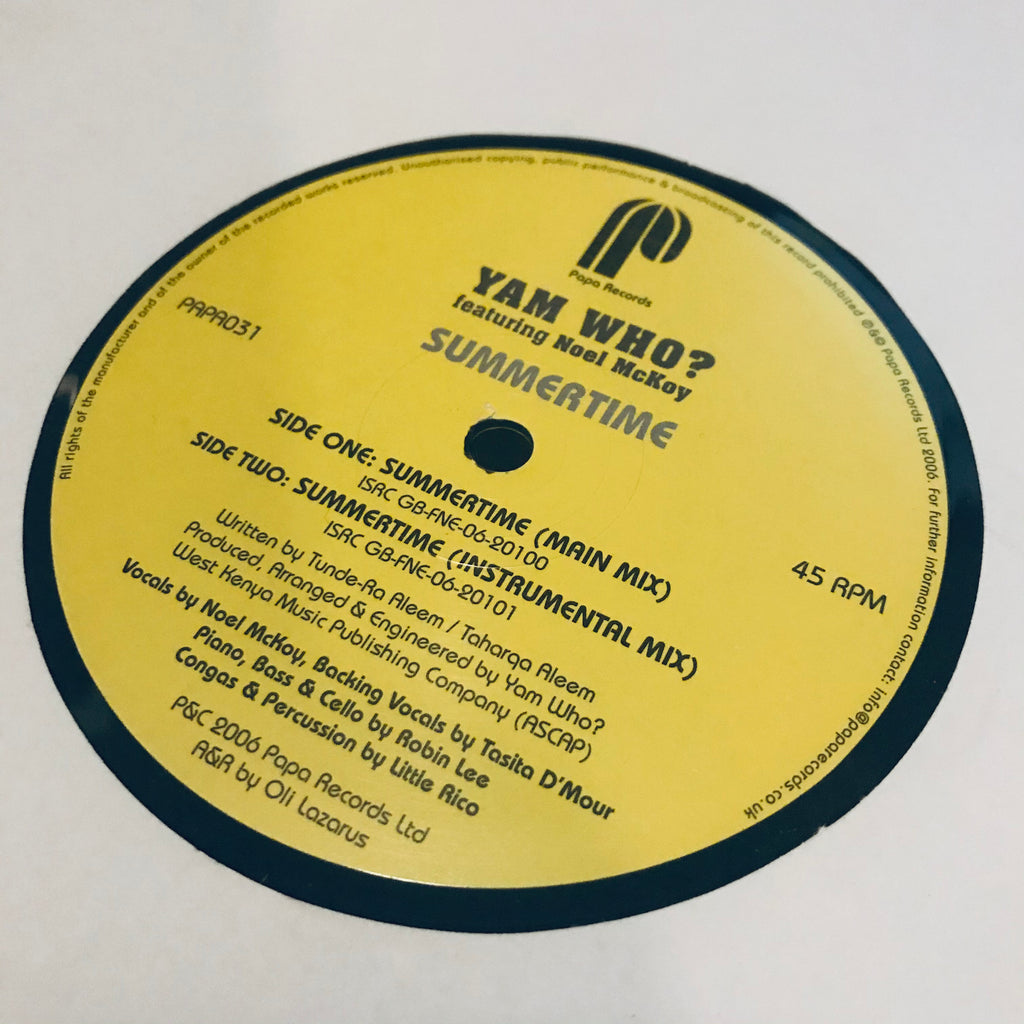 Papa Records
YAM WHO?
featuring Noel McKoy
SUMMERTIME
PAPA031
SIDE ONE: SUMMERTIME (MAIN MIX)
ISRC GB-FNE-06-20100
SIDE TWO: SUMMERTIME (INSTRUMENTAL MIX)
ISRC GB-FNE-06-20101
45 RPM
Written by Tunde-Ra Aleem / Taharqa Aleem
Produced, Arranged & Engineered by Yam Who?
West Kenya Music Publishing Company (ASCAP)
Vocals by Noel McKoy, Backing Vocals by Tasita D'Mour
Piano, Bass & Cello by Robin Lee
Congas & Percussion by Little Rico
P&C 2006 Papa Records Ltd
A&R by Oli Lazarus
All rights of the manufacturer and of the owner of the recorded works reserved. Unauthorised copying, public performance & broadcasting of this record prohibited ℗&© Papa Records Ltd 2006. For further information contact: info@paparecords.co.uk